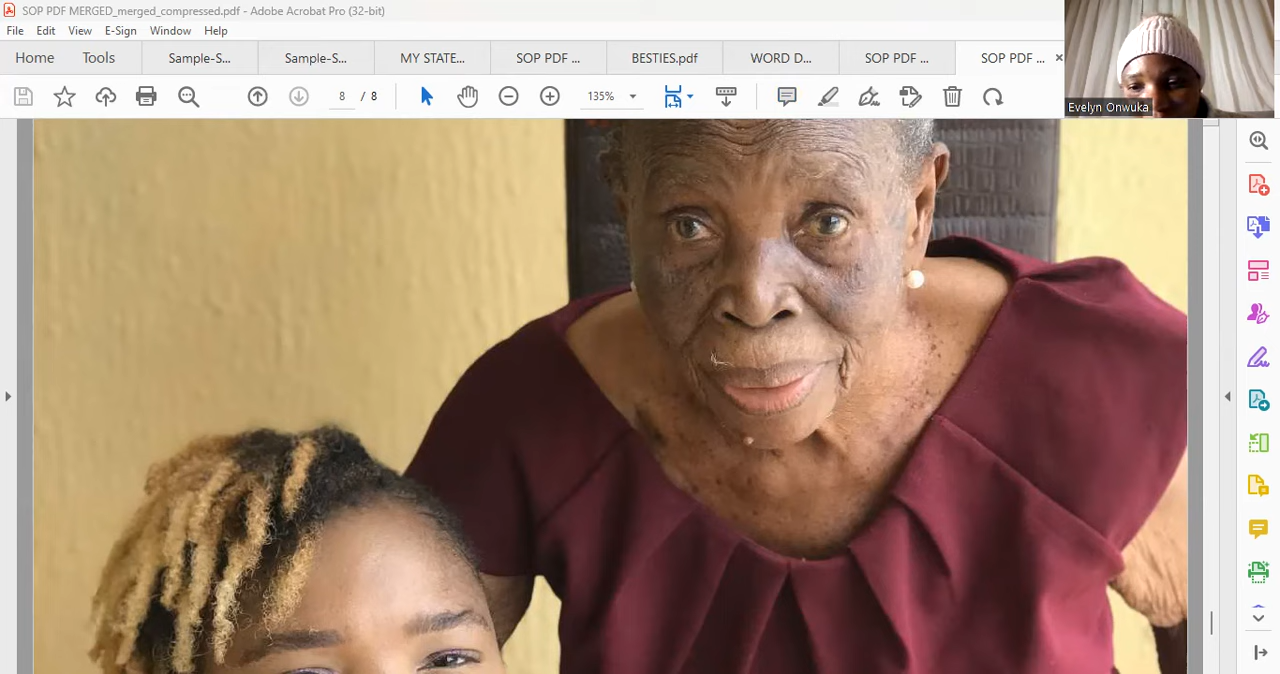 SOP PDF MERGED_merged_compressed.pdf - Adobe Acrobat Pro (32-bit)
File Edit View E-Sign Window Help
Home Tools Sample-S... Sample-S... MY STATE... SOP PDF ... BESTIES.pdf WORD D... SOP PDF ... SOP PDF ...
8 / 8 135%
Evelyn Onwuka